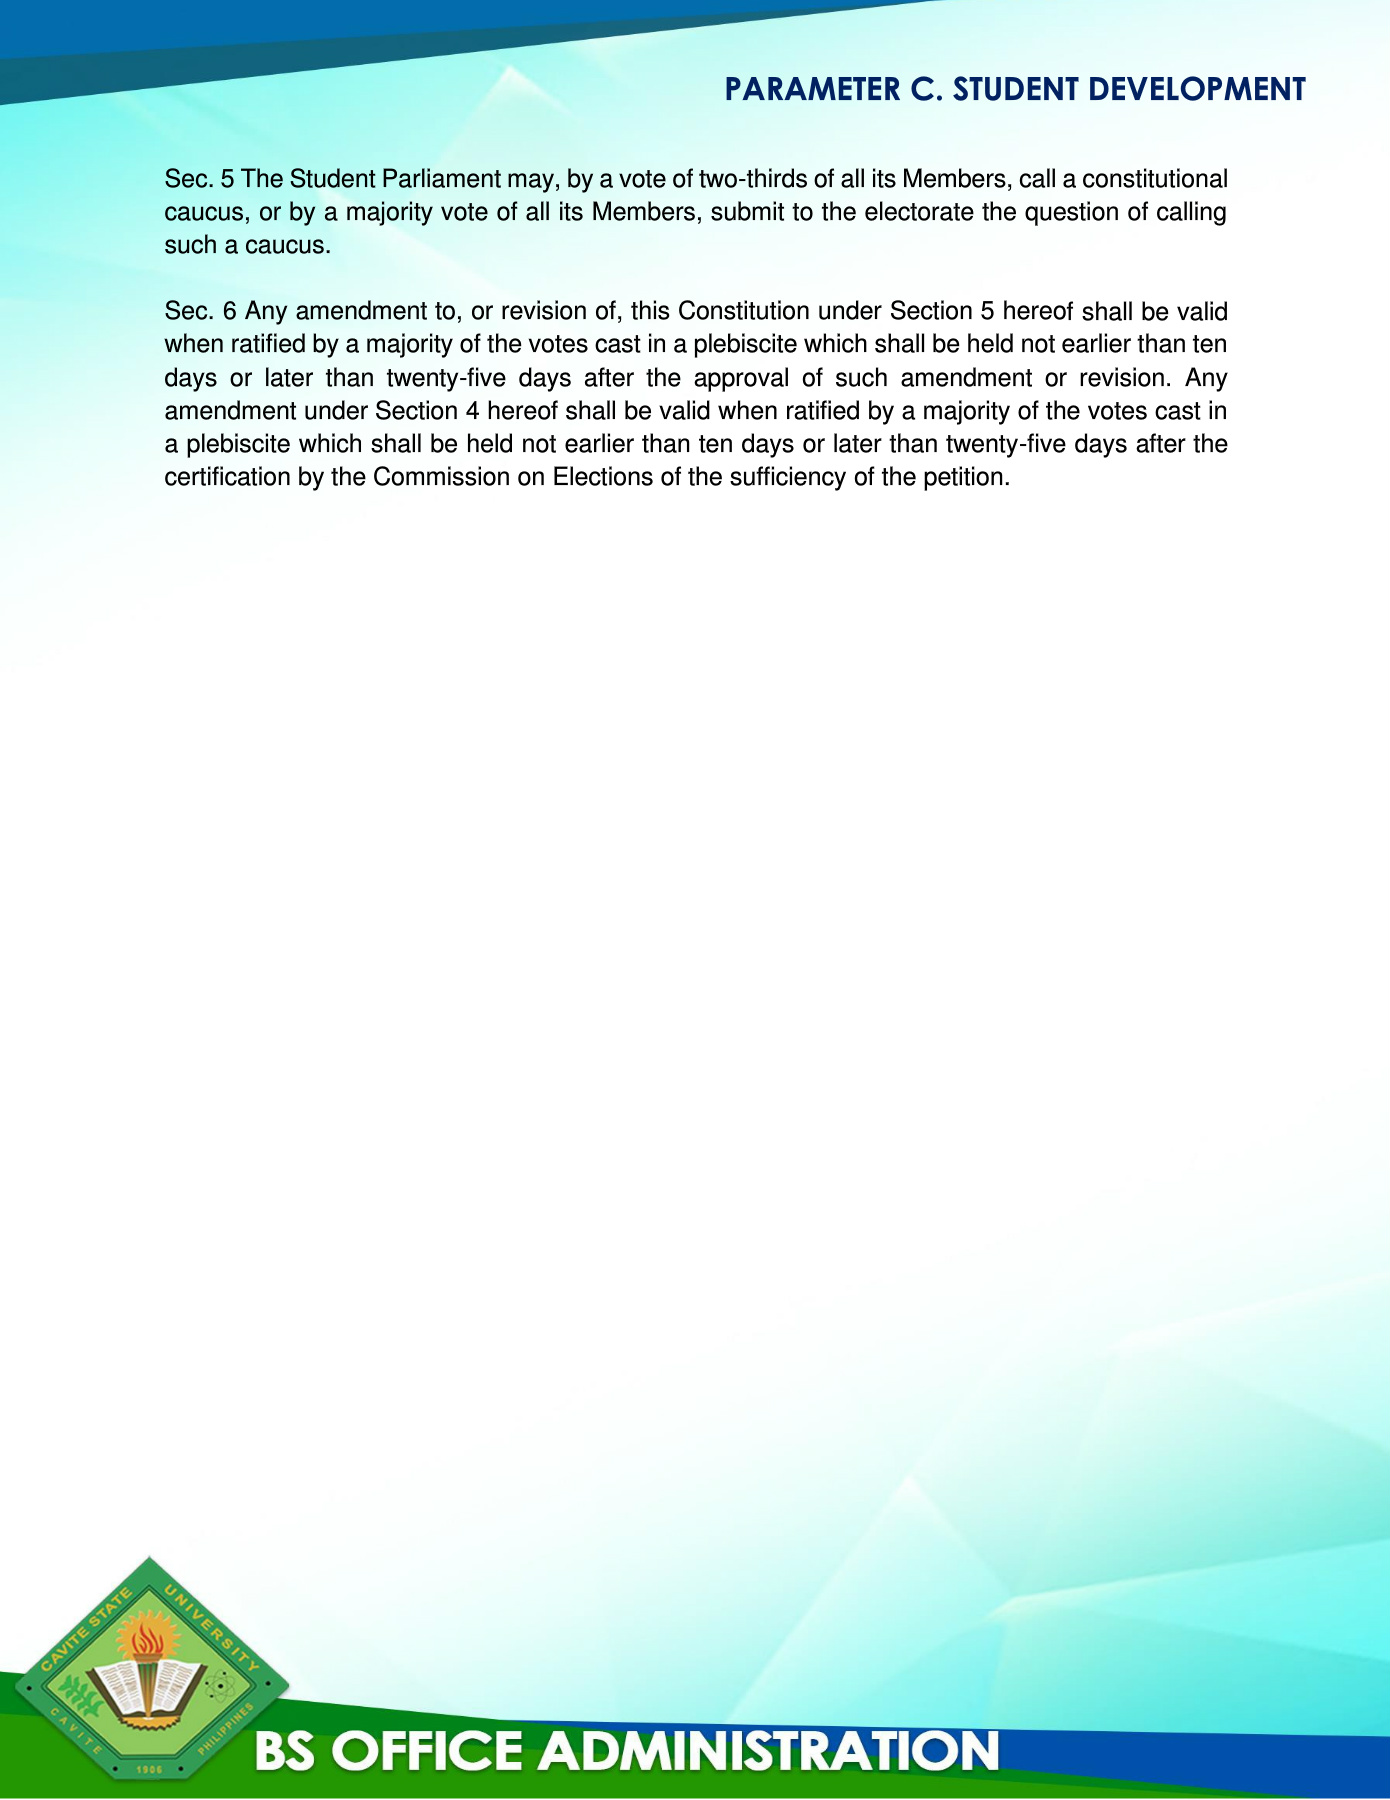 PARAMETER C. STUDENT DEVELOPMENT
Sec. 5 The Student Parliament may, by a vote of two-thirds of all its Members, call a constitutional
caucus, or by a majority vote of all its Members, submit to the electorate the question of calling
such a caucus.
Sec. 6 Any amendment to, or revision of, this Constitution under Section 5 hereof shall be valid
when ratified by a majority of the votes cast in a plebiscite which shall be held not earlier than ten
days or later than twenty-five days after the approval of such amendment or revision. Any
amendment under Section 4 hereof shall be valid when ratified by a majority of the votes cast in
a plebiscite which shall be held not earlier than ten days or later than twenty-five days after the
certification by the Commission on Elections of the sufficiency of the petition.
CAVITE STATE UNIVERSITY
CAVITE
PHILIPPINES
1906
BS OFFICE ADMINISTRATION